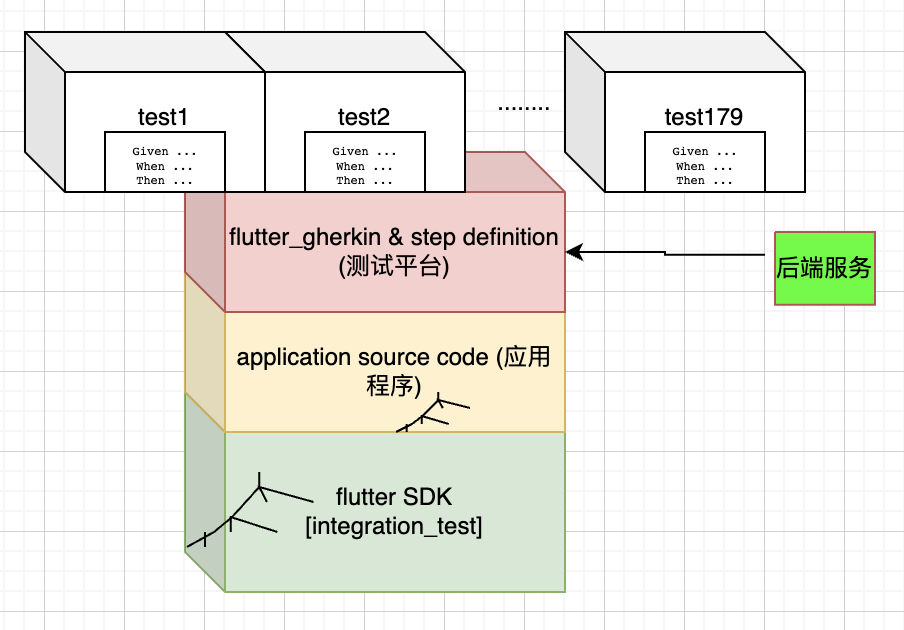 test1
Given ...
When ...
Then ...
test2
Given ...
When ...
Then ...
........
test179
Given ...
When ...
Then ...
flutter_gherkin & step definition
(测试平台)
后端服务
application source code (应用
程序)
flutter SDK
[integration_test]